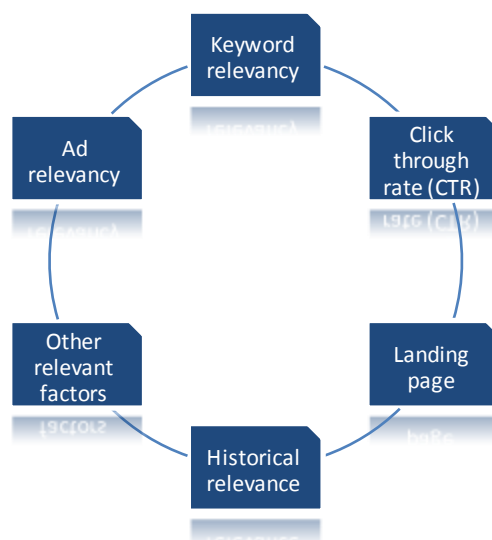 Keyword
relevancy
Click
through
rate (CTR)
Landing
page
Historical
relevance
Other
relevant
factors
Ad
relevancy